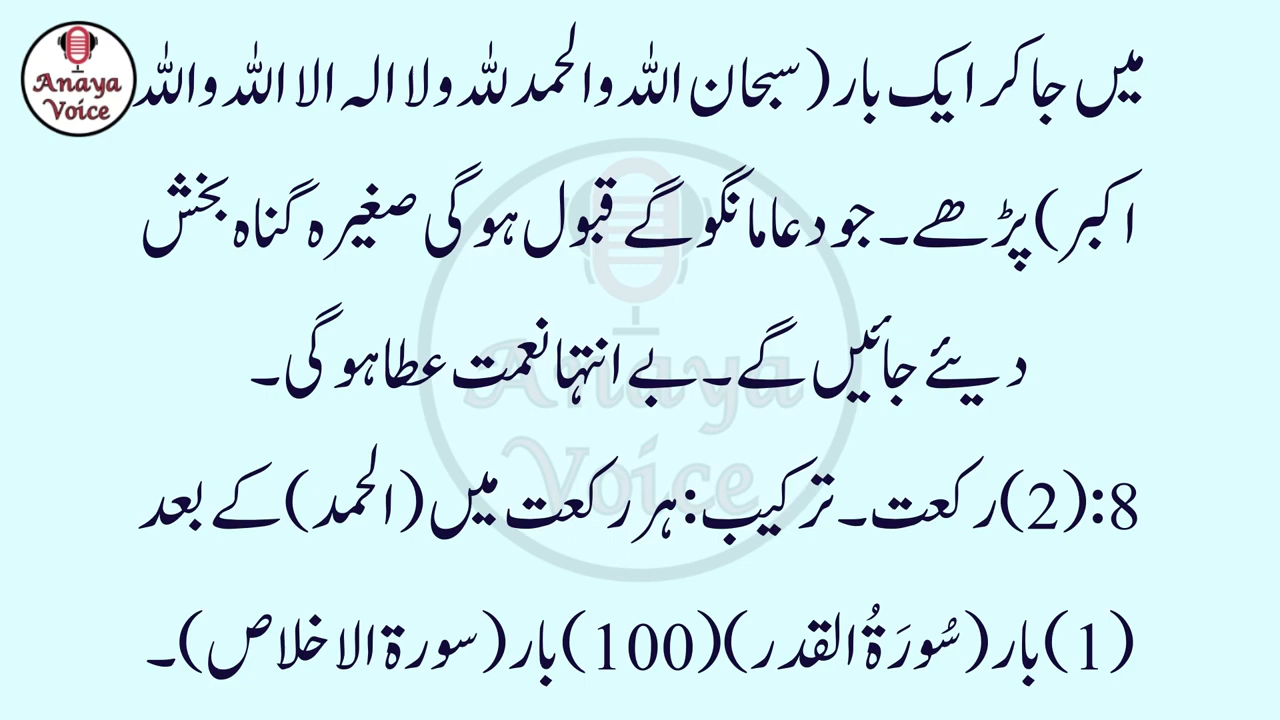 Anaya
Voice
میں جا کر ایک بار (سبحان اللہ والحمد للہ ولا الہ الا اللہ واللہ
اکبر) پڑھے۔ جو دعا مانگو گے قبول ہو گی صغیرہ گناہ بخش
دیئے جائیں گے۔ بے انتہا نعمت عطا ہو گی۔
8:(2) رکعت۔ ترکیب: ہر رکعت میں (الحمد) کے بعد
(1) بار (سُورَۃُ القدر) (100) بار (سورۃ الاخلاص)۔
Anaya
Voice